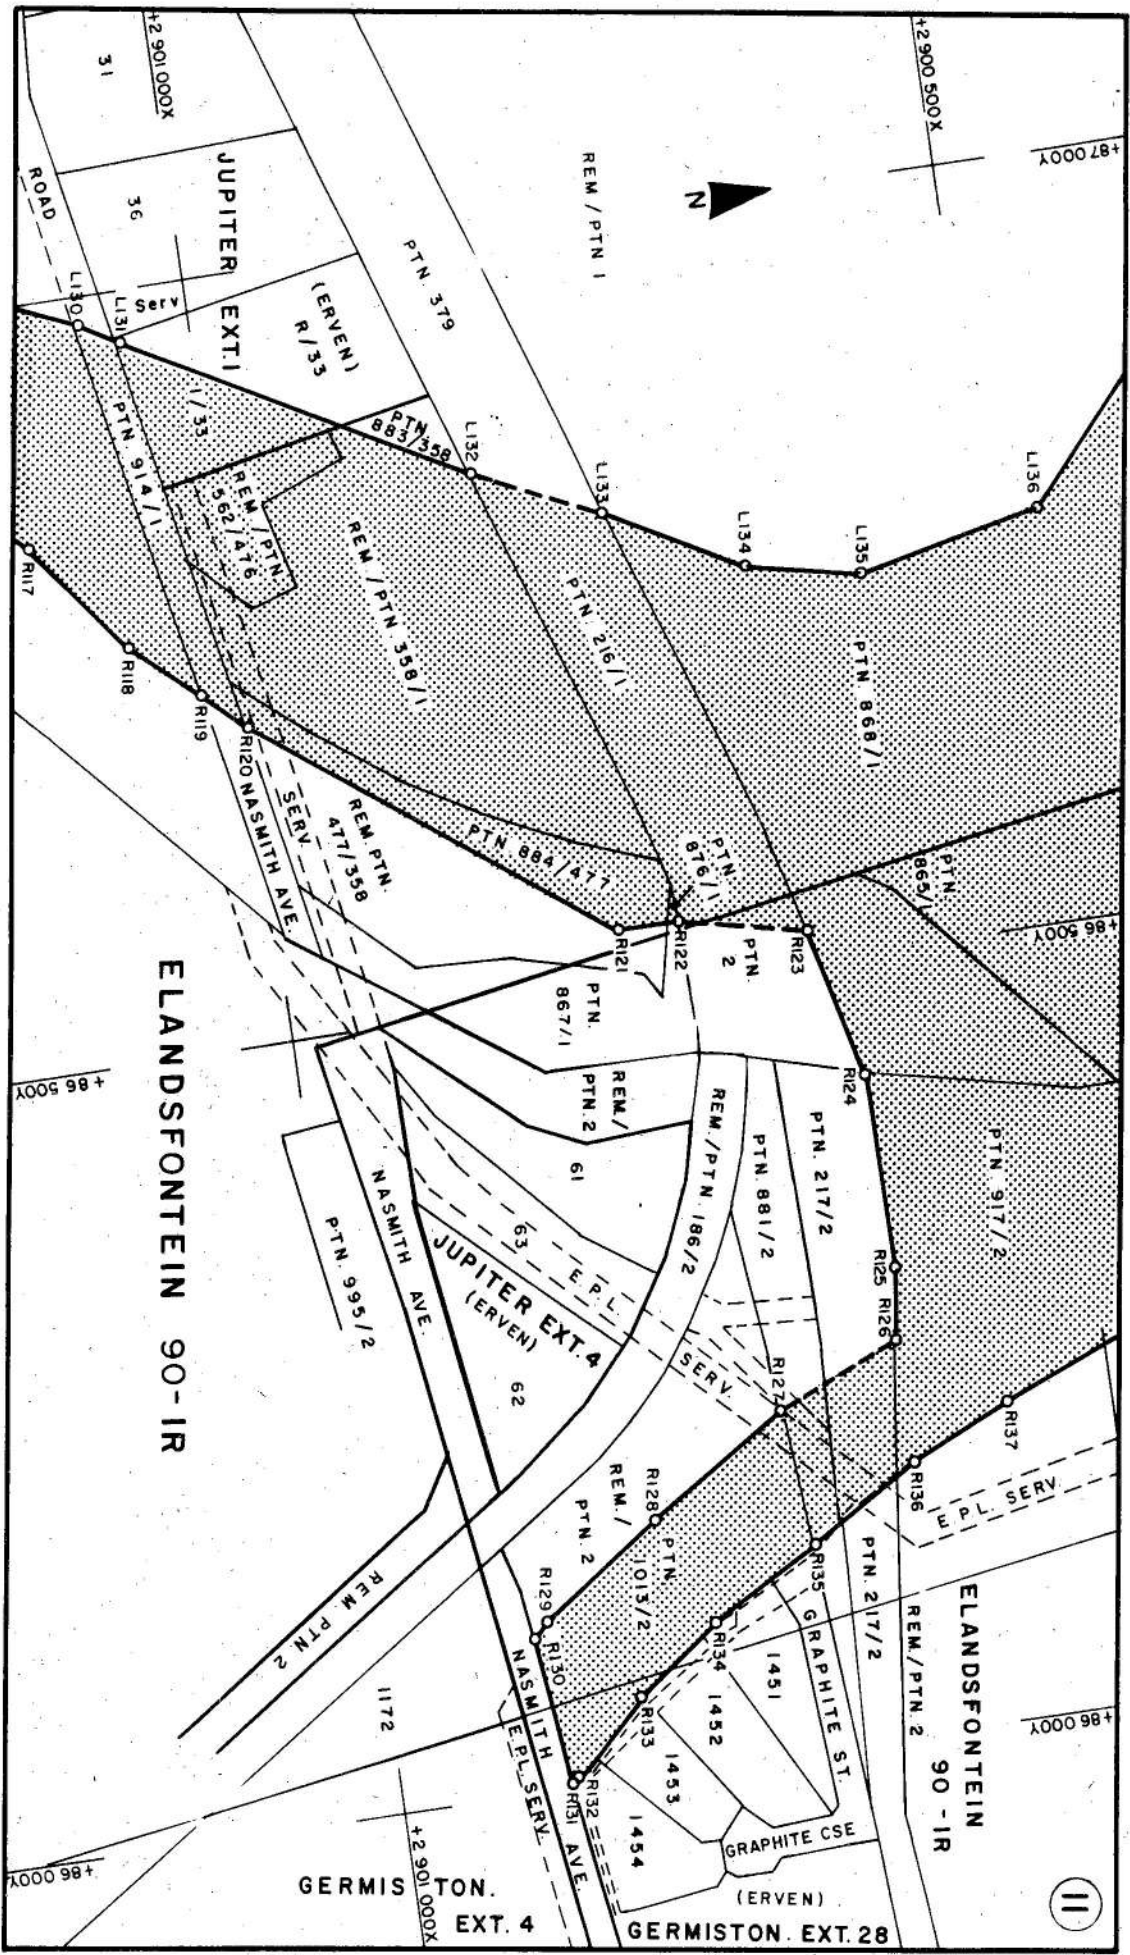 +2 901 000X
+2 900 500X
+87 000Y
31
ROAD
36
JUPITER EXT. 1
REM / PTN 1
N
PTN. 379
(ERVEN)
R/33
Serv
L130
L131
1/33
PTN. 914/1
PTN.
883/358
L132
L133
L134
L135
L136
REM. / PTN.
562/476
REM. / PTN. 358/1
PTN. 216/1
PTN. 868/1
R117
R118
R119
R120
NASMITH AVE.
SERV.
REM. PTN.
477/358
PTN. 884/477
PTN
876/1
PTN
865/1
R121
R122
PTN.
2
R123
+86 500Y
PTN.
867/1
REM./
PTN. 2
R124
+86 500Y
ELANDSFONTEIN 90-IR
61
REM./PTN. 186/2
PTN. 881/2
PTN. 217/2
PTN. 917/2
NASMITH AVE.
PTN. 995/2
63
E.P.L.
SERV.
JUPITER EXT. 4
(ERVEN)
62
R125
R126
R127
R137
R136
E.P.L. SERV.
R128
REM./
PTN. 2
PTN.
1013/2
R135
PTN. 217/2
REM./PTN. 2
ELANDSFONTEIN
90-IR
REM. PTN. 2
R129
R130
R134
GRAPHITE ST.
1451
1452
R133
1453
1454
R132
R131
NASMITH AVE.
E.P.L. SERV.
1172
GRAPHITE CSE
+86 000Y
+86 000Y
+2 901 000X
GERMISTON.
EXT. 4
(ERVEN)
GERMISTON. EXT. 28
11